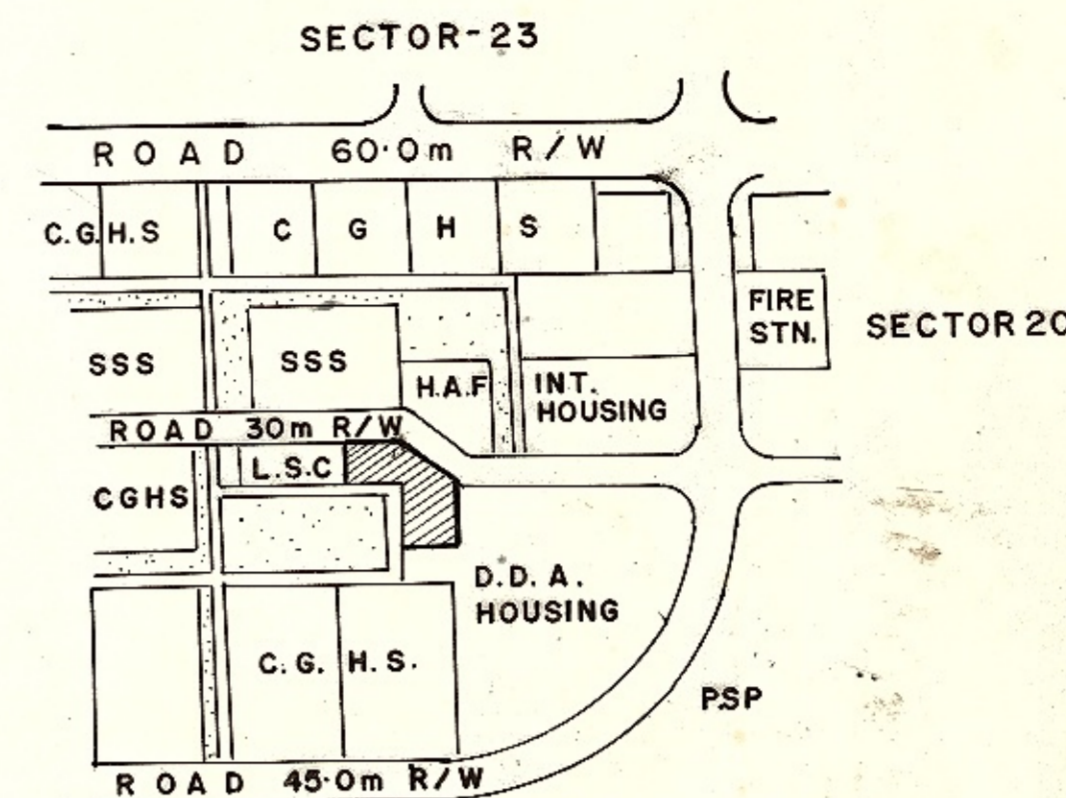 SECTOR-23
ROAD 60·0m R/W
C.G.H.S
C G H S
FIRE
STN.
SECTOR 20
SSS
SSS
H.A.F
INT.
HOUSING
ROAD 30m R/W
L.S.C
CGHS
D.D.A.
HOUSING
C.G. H.S.
P.S.P
ROAD 45·0m R/W